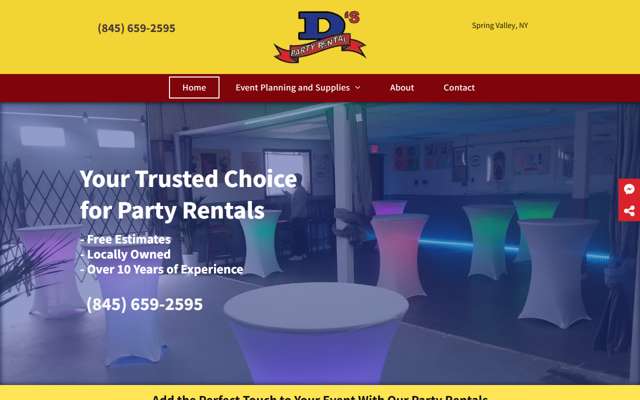 (845) 659-2595
D's
PARTY RENTAL
Spring Valley, NY
Home
Event Planning and Supplies
About
Contact
Your Trusted Choice
for Party Rentals
- Free Estimates
- Locally Owned
- Over 10 Years of Experience
(845) 659-2595
Add the Perfect Touch to Your Event With Our Party Rentals